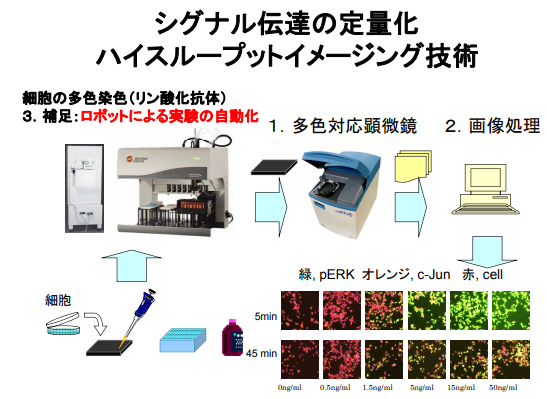 シグナル伝達の定量化
ハイスループットイメージング技術
細胞の多色染色(リン酸化抗体)
3. 補足:ロボットによる実験の自動化
1. 多色対応顕微鏡
2. 画像処理
細胞
緑, pERK オレンジ, c-Jun 赤, cell
5min
45 min
0ng/ml 0.5ng/ml 1.5ng/ml 5ng/ml 15ng/ml 50ng/ml